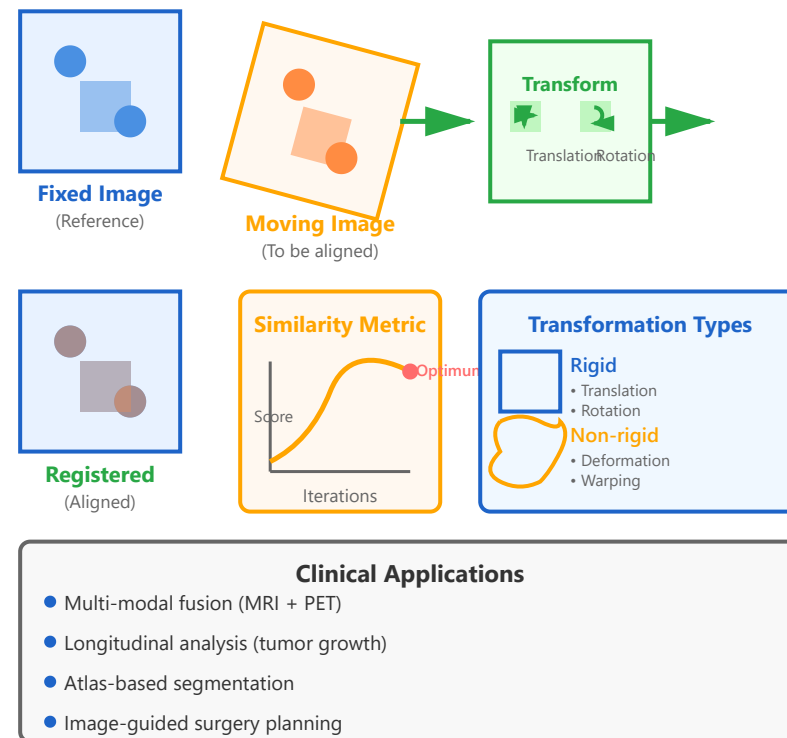 Fixed Image
(Reference)
Moving Image
(To be aligned)
Transform
Translation
Rotation
Registered
(Aligned)
Similarity Metric
Score
Optimum
Iterations
Transformation Types
Rigid
• Translation
• Rotation
Non-rigid
• Deformation
• Warping
Clinical Applications
Multi-modal fusion (MRI + PET)
Longitudinal analysis (tumor growth)
Atlas-based segmentation
Image-guided surgery planning